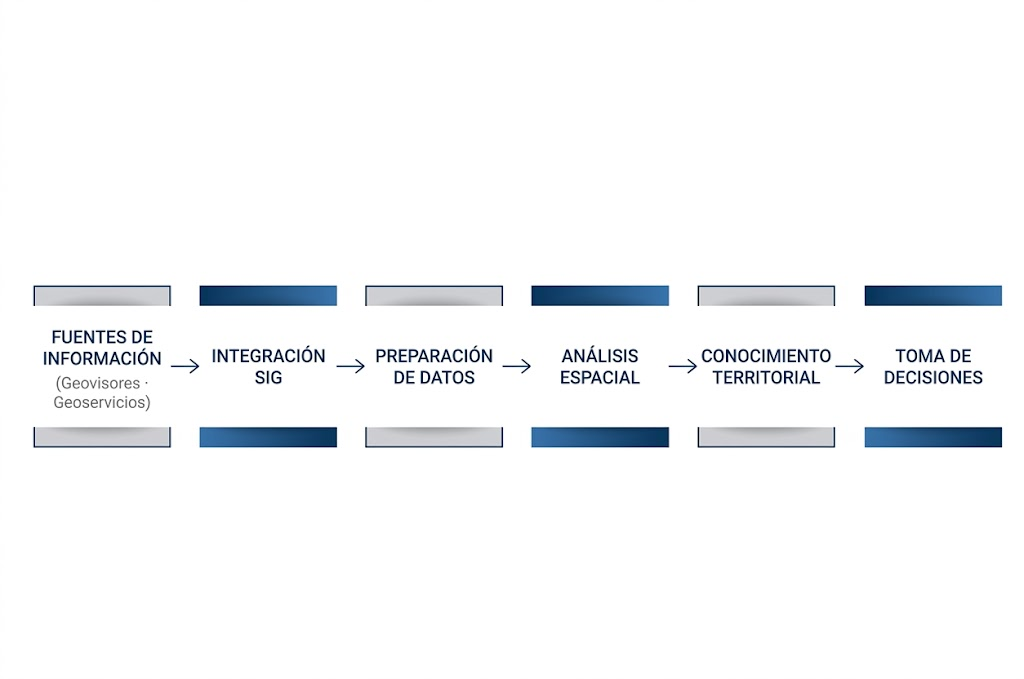 FUENTES DE
INFORMACIÓN
(Geovisores ·
Geoservicios)
INTEGRACIÓN
SIG
PREPARACIÓN
DE DATOS
ANÁLISIS
ESPACIAL
CONOCIMIENTO
TERRITORIAL
TOMA DE
DECISIONES